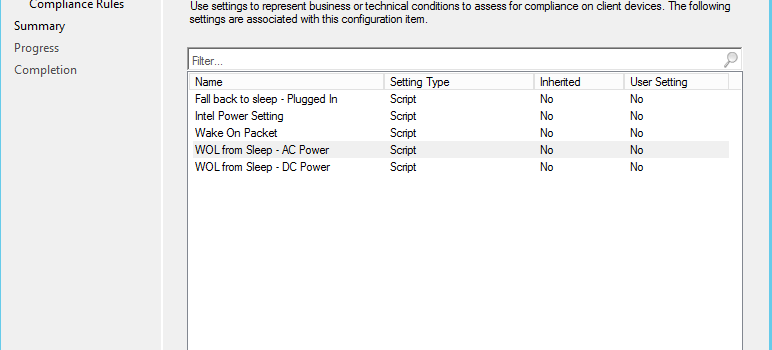 Compliance Rules
Summary
Progress
Completion
Use settings to represent business or technical conditions to assess for compliance on client devices. The following
settings are associated with this configuration item.
Filter...
Name Setting Type Inherited User Setting
Fall back to sleep - Plugged In Script No No
Intel Power Setting Script No No
Wake On Packet Script No No
WOL from Sleep - AC Power Script No No
WOL from Sleep - DC Power Script No No